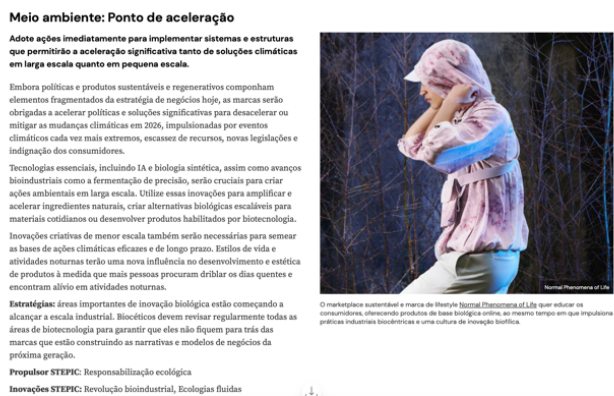 Meio ambiente: Ponto de aceleração
Adote ações imediatamente para implementar sistemas e estruturas
que permitirão a aceleração significativa tanto de soluções climáticas
em larga escala quanto em pequena escala.
Embora políticas e produtos sustentáveis e regenerativos componham
elementos fragmentados da estratégia de negócios hoje, as marcas serão
obrigadas a acelerar políticas e soluções significativas para desacelerar ou
mitigar as mudanças climáticas em 2026, impulsionadas por eventos
climáticos cada vez mais extremos, escassez de recursos, novas legislações e
indignação dos consumidores.
Tecnologias essenciais, incluindo IA e biologia sintética, assim como avanços
bioindustriais como a fermentação de precisão, serão cruciais para criar
ações ambientais em larga escala. Utilize essas inovações para amplificar e
acelerar ingredientes naturais, criar alternativas biológicas escaláveis para
materiais cotidianos ou desenvolver produtos habilitados por biotecnologia.
Inovações criativas de menor escala também serão necessárias para semear
as bases de ações climáticas eficazes e de longo prazo. Estilos de vida e
atividades noturnas terão uma nova influência no desenvolvimento e estética
de produtos à medida que mais pessoas procuram driblar os dias quentes e
encontram alívio em atividades noturnas.
Estratégias: áreas importantes de inovação biológica estão começando a
alcançar a escala industrial. Biocéticos devem revisar regularmente todas as
áreas de biotecnologia para garantir que eles não fiquem para trás das
marcas que estão construindo as narrativas e modelos de negócios da
próxima geração.
Propulsor STEPIC: Responsabilização ecológica
Inovações STEPIC: Revolução bioindustrial, Ecologias fluidas
Normal Phenomena of Life
O marketplace sustentável e marca de lifestyle Normal Phenomena of Life quer educar os
consumidores, oferecendo produtos de base biológica online, ao mesmo tempo em que impulsiona
práticas industriais biocêntricas e uma cultura de inovação biofílica.